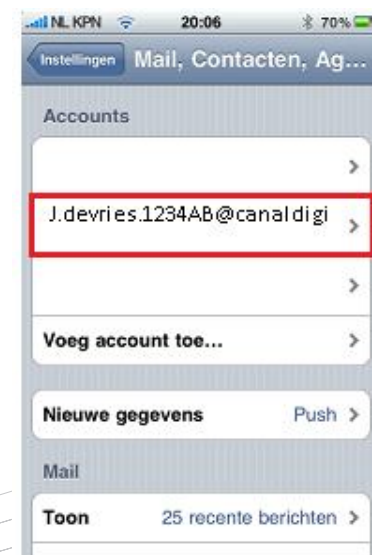 NL KPN 20:06 70%
Instellingen Mail, Contacten, Ag...
Accounts
J.devries.1234AB@canaldigi
Voeg account toe...
Nieuwe gegevens Push
Mail
Toon 25 recente berichten